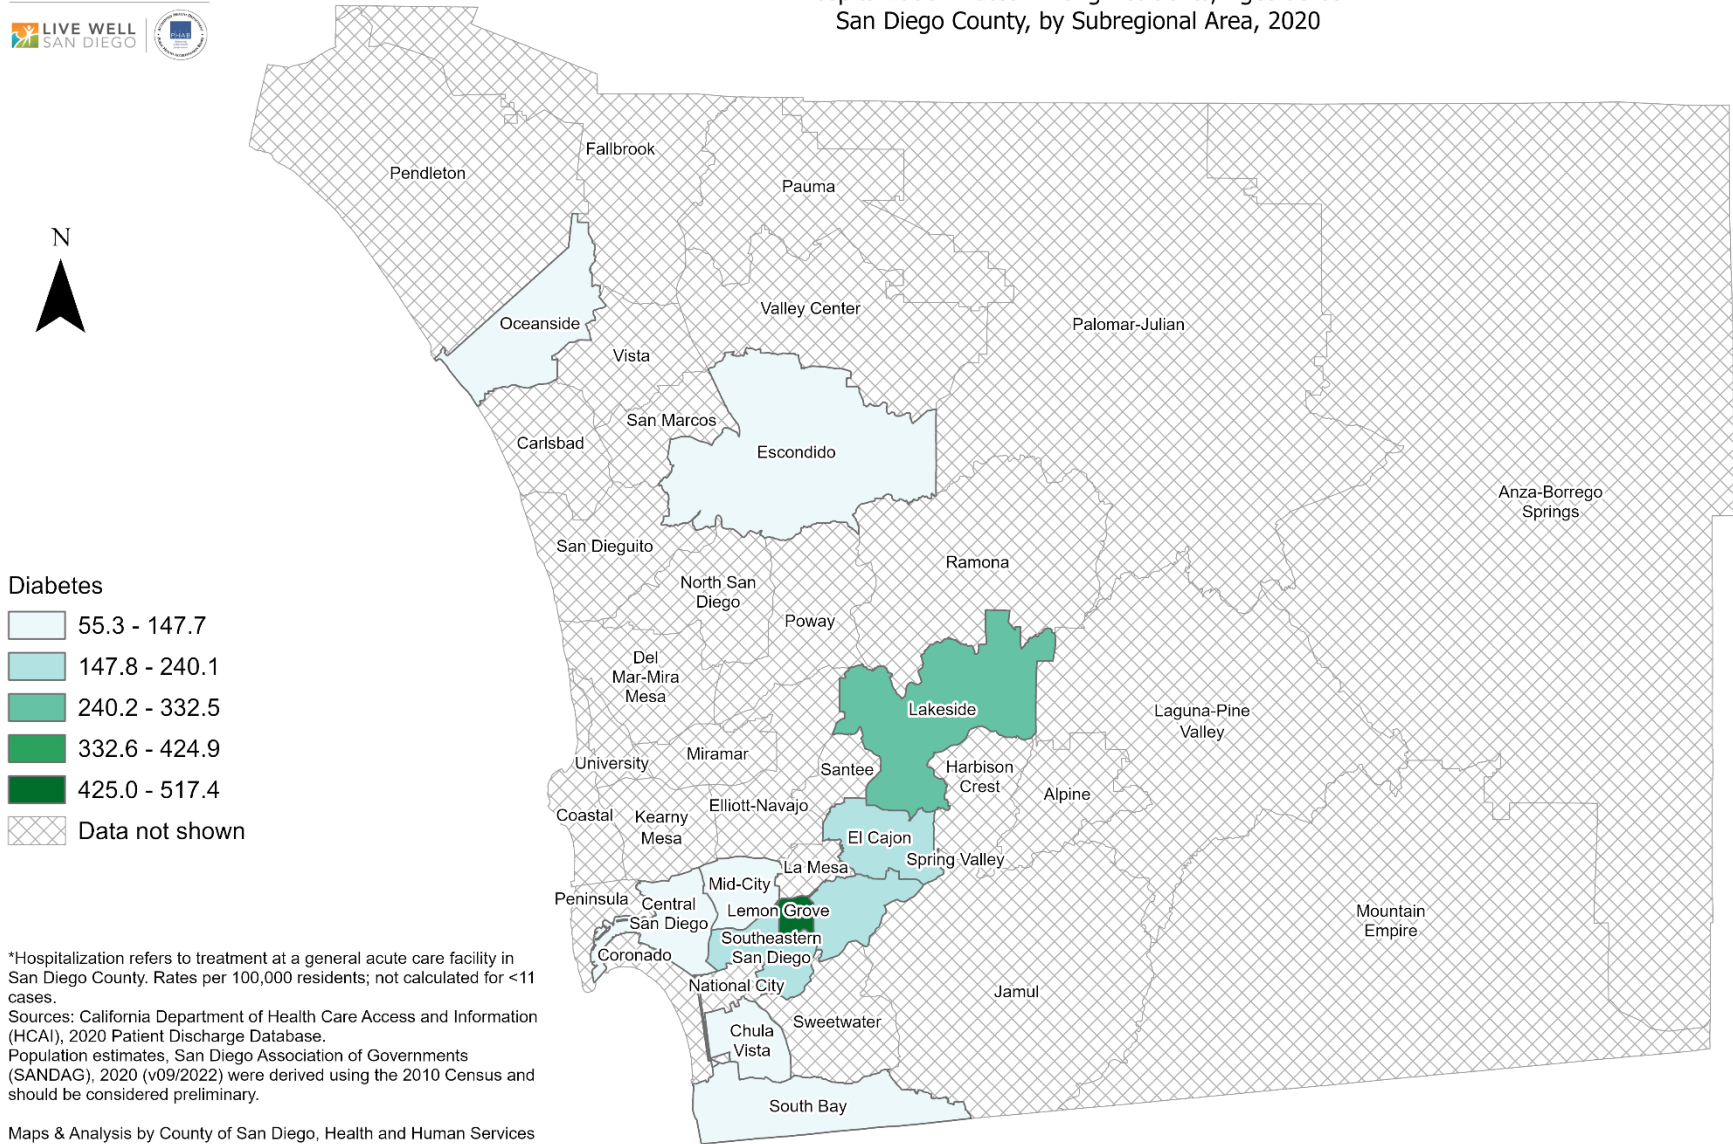 LIVE WELL
SAN DIEGO
PHAB
San Diego County, by Subregional Area, 2020
N
Pendleton
Fallbrook
Pauma
Oceanside
Valley Center
Palomar-Julian
Vista
San Marcos
Carlsbad
Escondido
Anza-Borrego
Springs
San Dieguito
Ramona
North San
Diego
Poway
Del
Mar-Mira
Mesa
Lakeside
Laguna-Pine
Valley
Miramar
University
Santee
Harbison
Crest
Alpine
Elliott-Navajo
Coastal
Kearny
Mesa
El Cajon
Spring Valley
La Mesa
Mid-City
Peninsula
Central
San Diego
Lemon Grove
Mountain
Empire
Southeastern
San Diego
Coronado
National City
Jamul
Sweetwater
Chula
Vista
South Bay
Diabetes
55.3 - 147.7
147.8 - 240.1
240.2 - 332.5
332.6 - 424.9
425.0 - 517.4
Data not shown
*Hospitalization refers to treatment at a general acute care facility in
San Diego County. Rates per 100,000 residents; not calculated for <11
cases.
Sources: California Department of Health Care Access and Information
(HCAI), 2020 Patient Discharge Database.
Population estimates, San Diego Association of Governments
(SANDAG), 2020 (v09/2022) were derived using the 2010 Census and
should be considered preliminary.
Maps & Analysis by County of San Diego, Health and Human Services